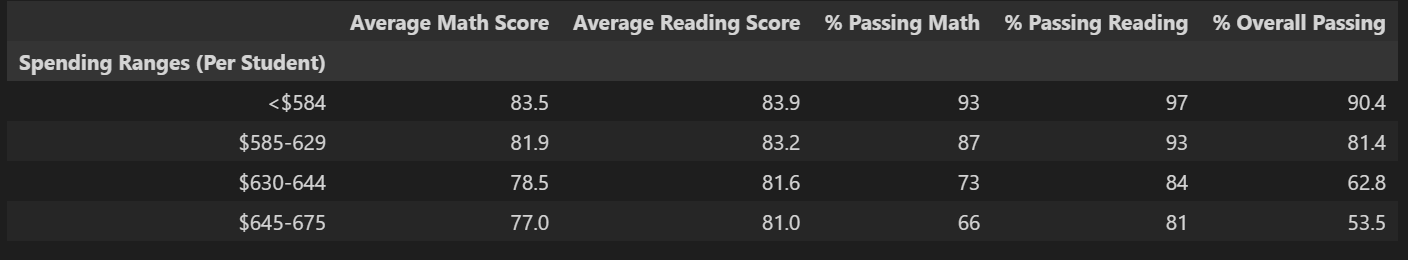 Average Math Score Average Reading Score % Passing Math % Passing Reading % Overall Passing
Spending Ranges (Per Student)
<$584 83.5 83.9 93 97 90.4
$585-629 81.9 83.2 87 93 81.4
$630-644 78.5 81.6 73 84 62.8
$645-675 77.0 81.0 66 81 53.5